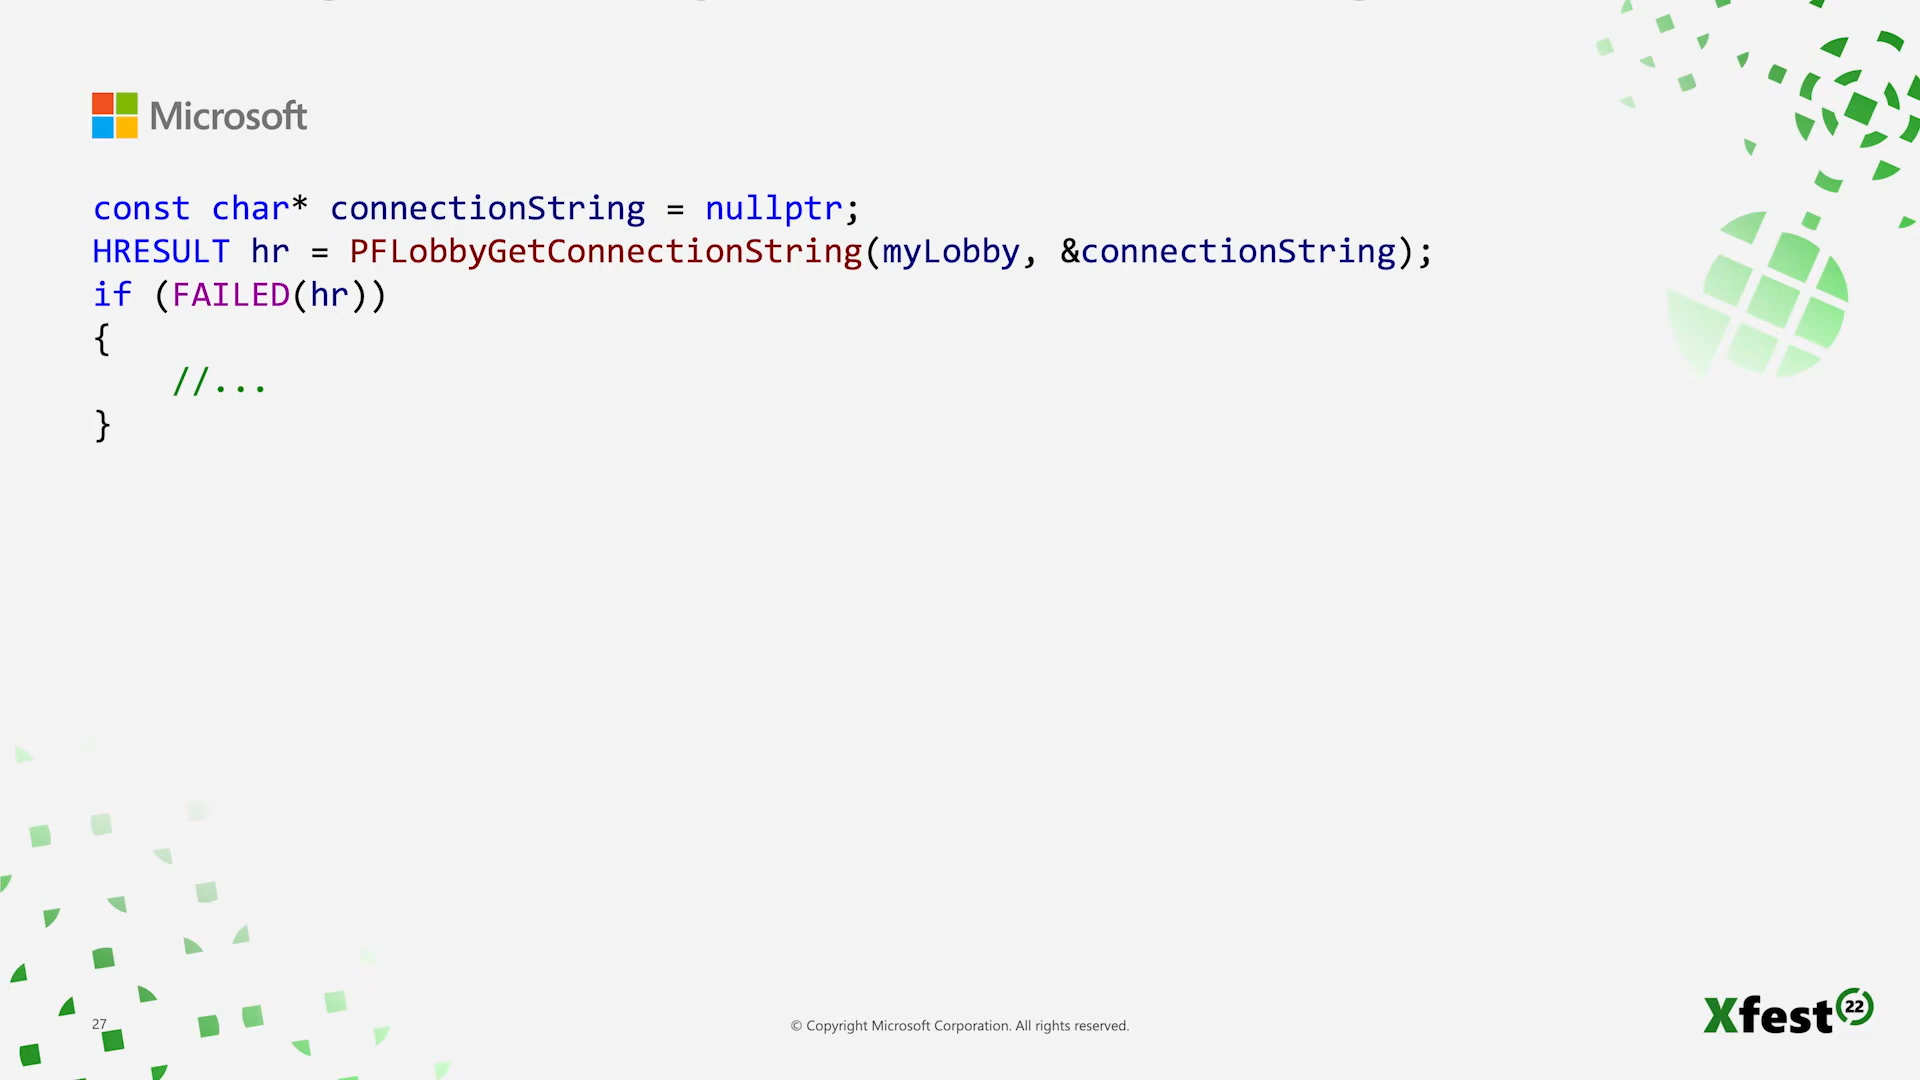 Microsoft
const char* connectionString = nullptr;
HRESULT hr = PFLobbyGetConnectionString(myLobby, &connectionString);
if (FAILED(hr))
{
    //...
}
27
© Copyright Microsoft Corporation. All rights reserved.
Xfest 22